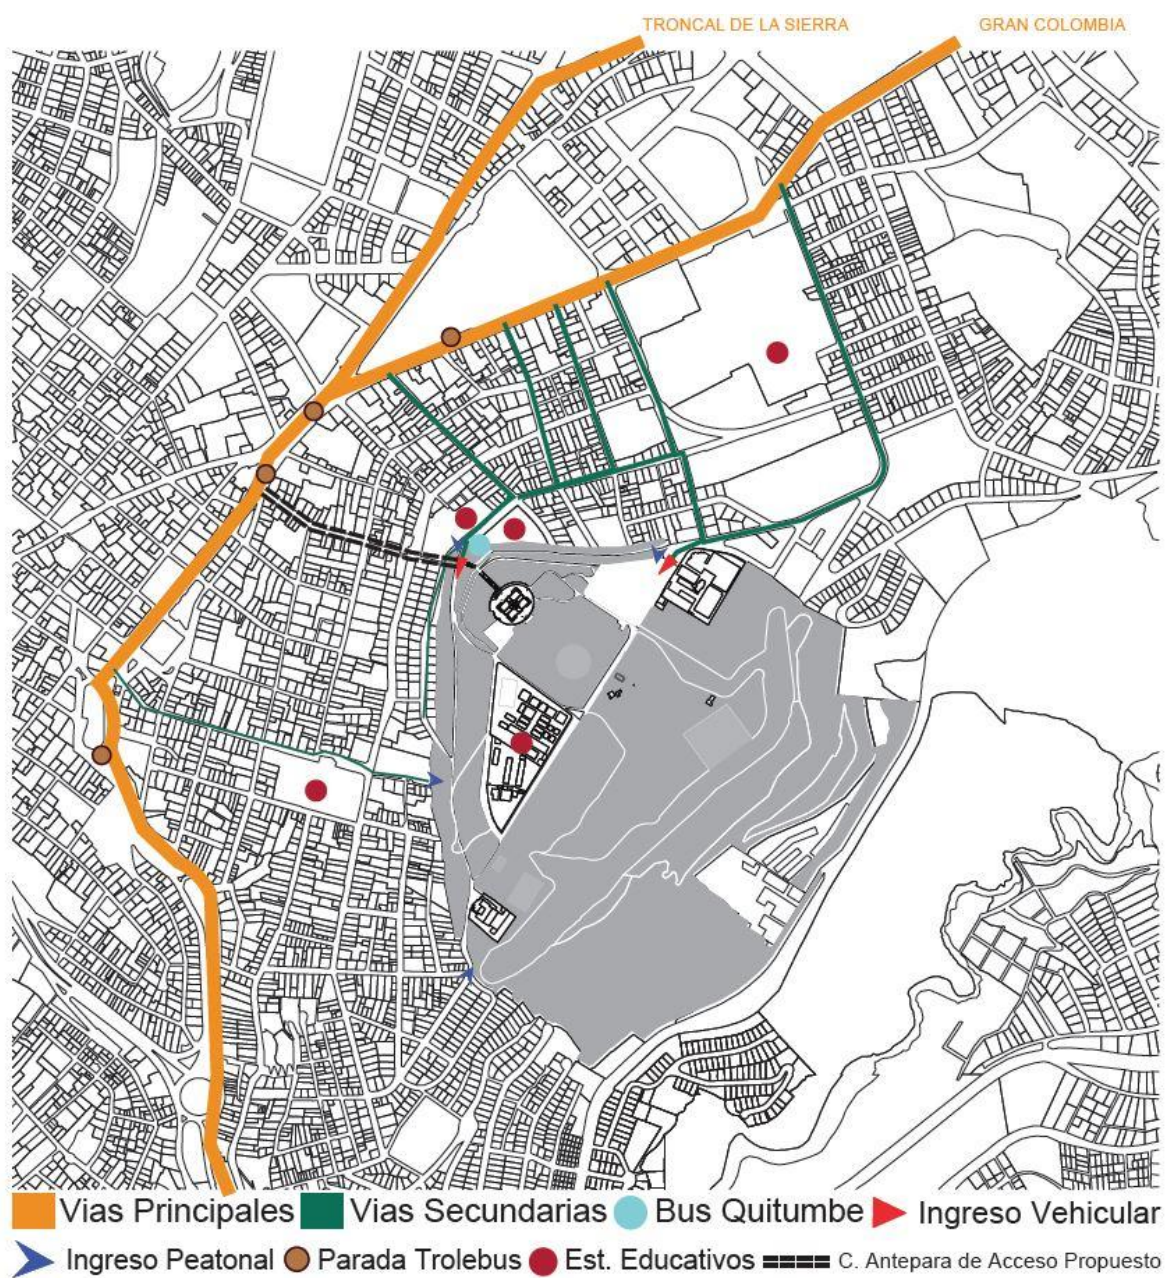 TRONCAL DE LA SIERRA GRAN COLOMBIA
Vias Principales Vias Secundarias Bus Quitumbe Ingreso Vehicular
Ingreso Peatonal Parada Trolebus Est. Educativos C. Antepara de Acceso Propuesto